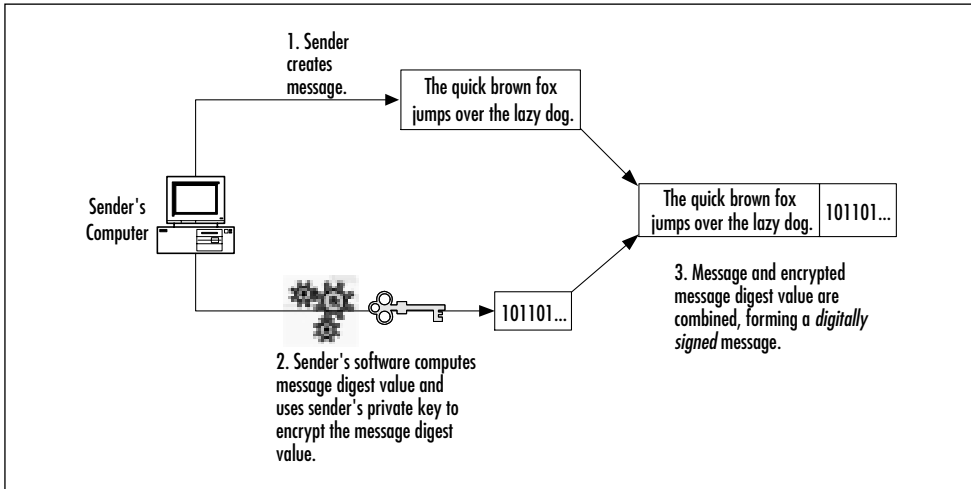 1. Sender
creates
message.
The quick brown fox
jumps over the lazy dog.
Sender's
Computer
The quick brown fox
jumps over the lazy dog.
101101...
101101...
3. Message and encrypted
message digest value are
combined, forming a digitally
signed message.
2. Sender's software computes
message digest value and
uses sender's private key to
encrypt the message digest
value.